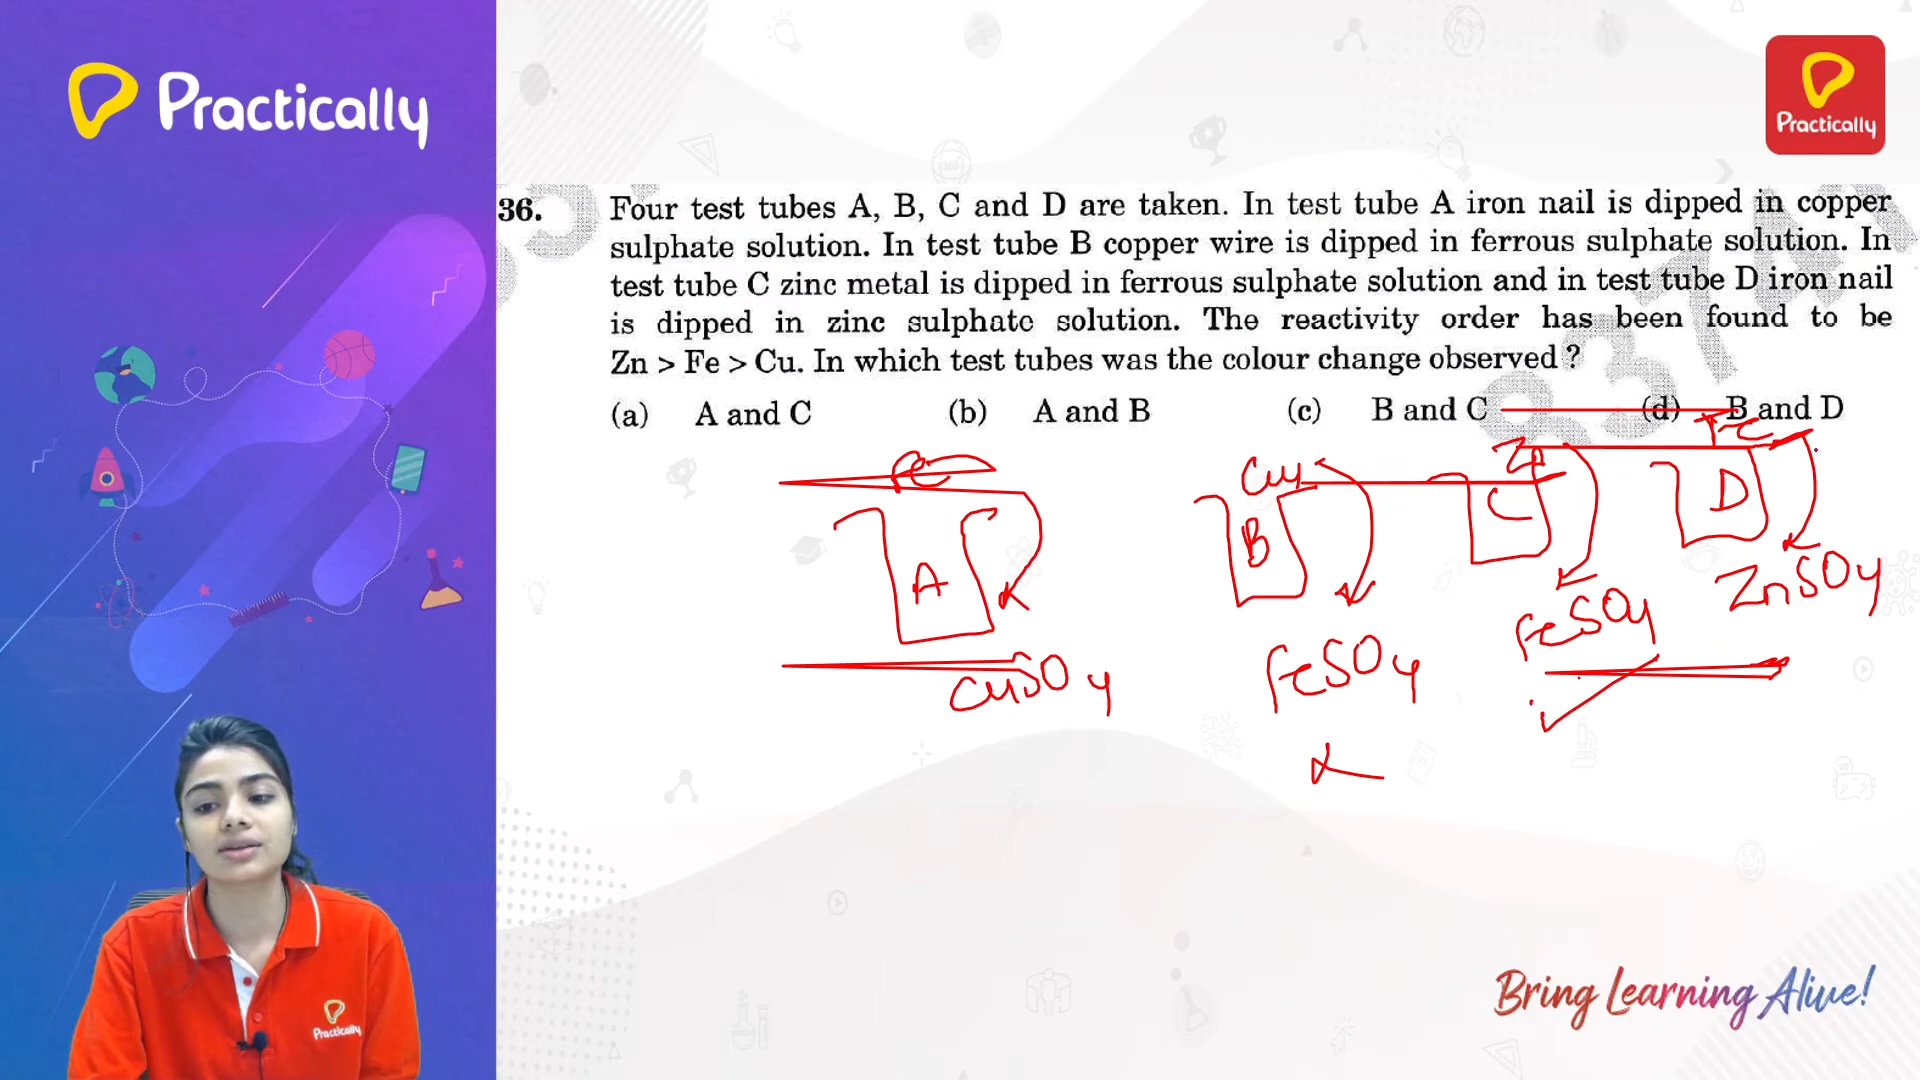 Practically
Practically
36. Four test tubes A, B, C and D are taken. In test tube A iron nail is dipped in copper
sulphate solution. In test tube B copper wire is dipped in ferrous sulphate solution. In
test tube C zinc metal is dipped in ferrous sulphate solution and in test tube D iron nail
is dipped in zinc sulphate solution. The reactivity order has been found to be
Zn > Fe > Cu. In which test tubes was the colour change observed ?
(a) A and C (b) A and B (c) B and C (d) B and D
Fe Cu Zn Fe
A B C D
CuSO4 FeSO4 FeSO4 ZnSO4
Practically
Bring Learning Alive!